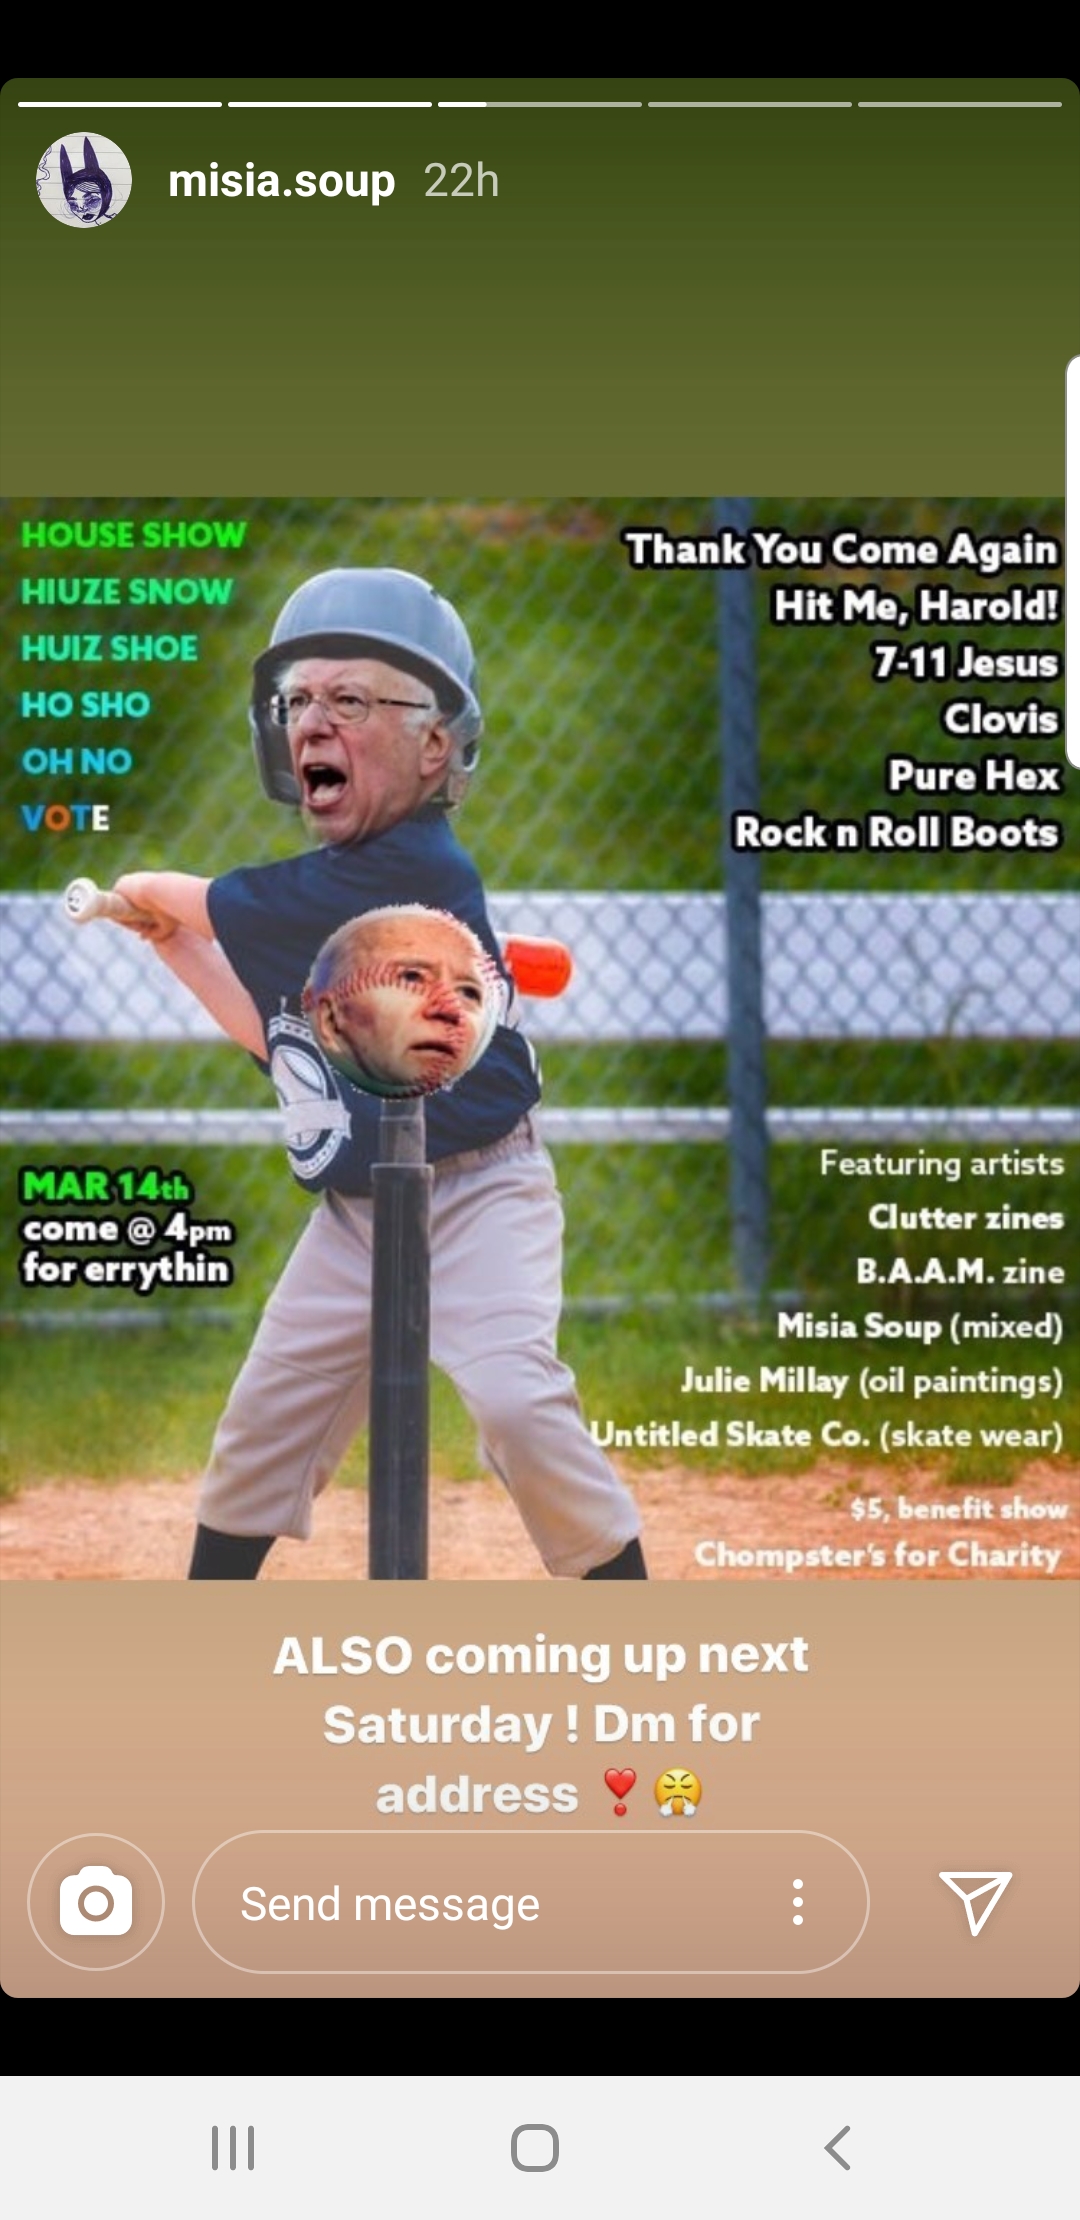 misia.soup 22h
HOUSE SHOW
HIUZE SNOW
HUIZ SHOE
HO SHO
OH NO
VOTE
Thank You Come Again
Hit Me, Harold!
7-11 Jesus
Clovis
Pure Hex
Rock n Roll Boots
MAR 14th
come @ 4pm
for errythin
Featuring artists
Clutter zines
B.A.A.M. zine
Misia Soup (mixed)
Julie Millay (oil paintings)
Untitled Skate Co. (skate wear)
$5, benefit show
Chompster's for Charity
ALSO coming up next
Saturday ! Dm for
address ❣️😤
Send message